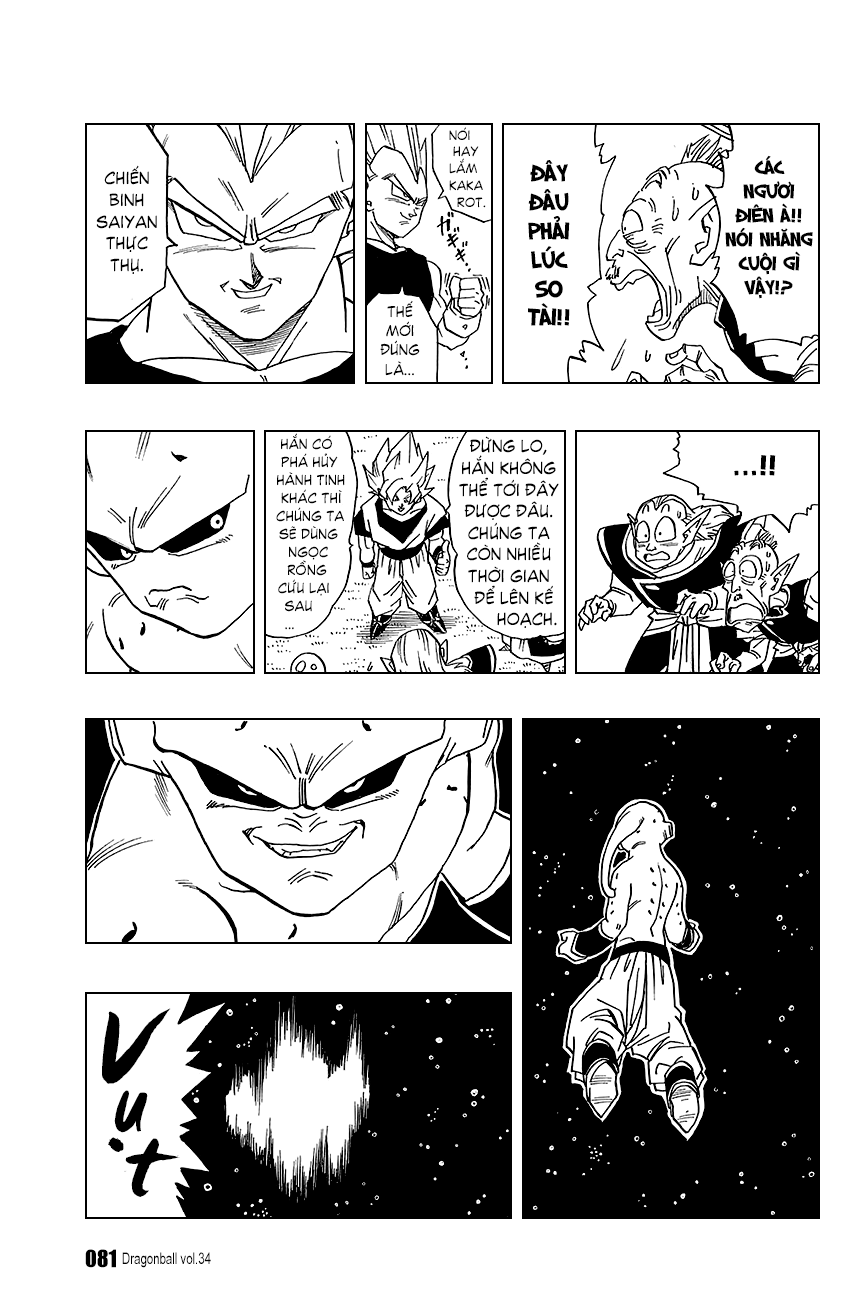 CÁC
NGƯƠI
ĐIÊN À!!
NÓI NHĂNG
CUỘI GÌ
VẬY!?
ĐÂY
ĐÂU
PHẢI
LÚC
SO
TÀI!!
NÓI
HAY
LẮM
KAKA
ROT.
ガギギ..
THẾ
MỚI
ĐÚNG
LÀ...
CHIẾN
BINH
SAIYAN
THỰC
THỤ.
...!!
ĐỪNG LO,
HẮN KHÔNG
THỂ TỚI ĐÂY
ĐƯỢC ĐÂU.
CHÚNG TA
CÒN NHIỀU
THỜI GIAN
ĐỂ LÊN KẾ
HOẠCH.
HẮN CÓ
PHÁ HỦY
HÀNH TINH
KHÁC THÌ
CHÚNG TA
SẼ DÙNG
NGỌC
RỒNG
CỨU LẠI
SAU
...
Vụt
081 Dragonball vol.34